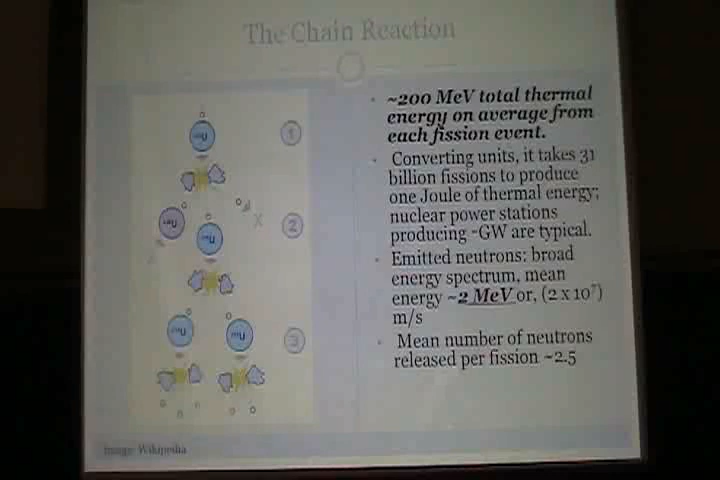 The Chain Reaction
~200 MeV total thermal
energy on average from
each fission event.
Converting units, it takes 31
billion fissions to produce
one Joule of thermal energy;
nuclear power stations
producing ~GW are typical.
Emitted neutrons: broad
energy spectrum, mean
energy ~2 MeV or, (2 x 10⁷)
m/s
Mean number of neutrons
released per fission ~2.5
1
2
3
Image: Wikipedia